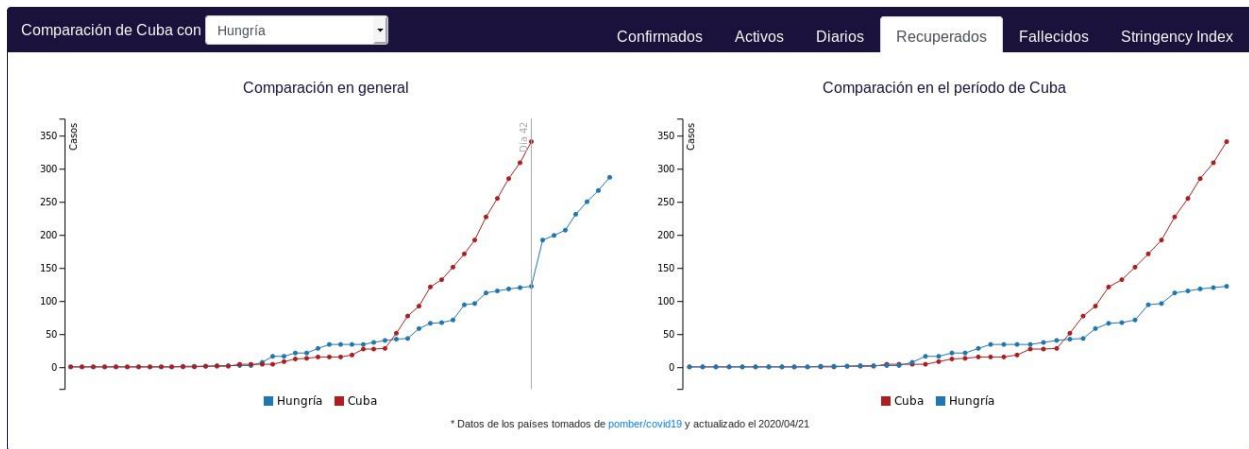 Comparación de Cuba con Hungría
Confirmados Activos Diarios Recuperados Fallecidos Stringency Index
Comparación en general
Casos
350
300
250
200
150
100
50
0
Día 42
Hungría Cuba
Comparación en el período de Cuba
Casos
350
300
250
200
150
100
50
0
Cuba Hungría
* Datos de los países tomados de pomber/covid19 y actualizado el 2020/04/21